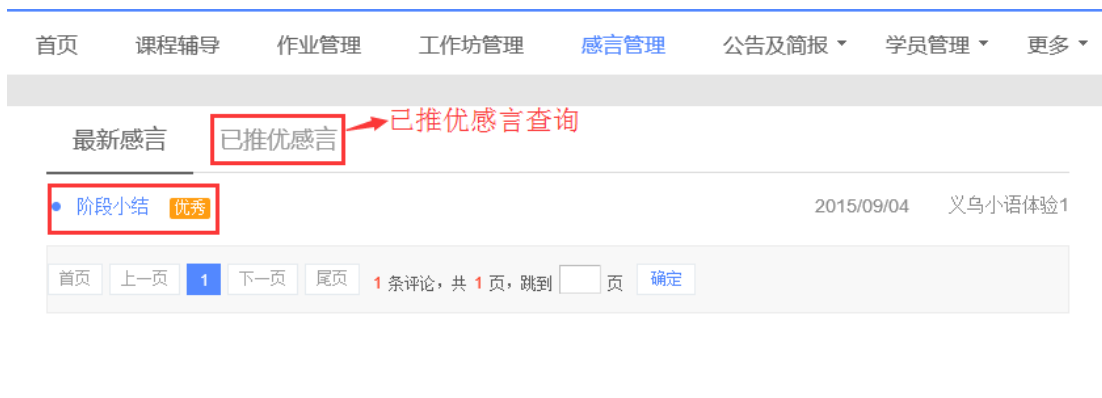 首页 课程辅导 作业管理 工作坊管理 感言管理 公告及简报 学员管理 更多
最新感言 已推优感言 已推优感言查询
阶段小结 优秀 2015/09/04 义乌小语体验1
首页 上一页 1 下一页 尾页 1 条评论，共 1 页，跳到 页 确定